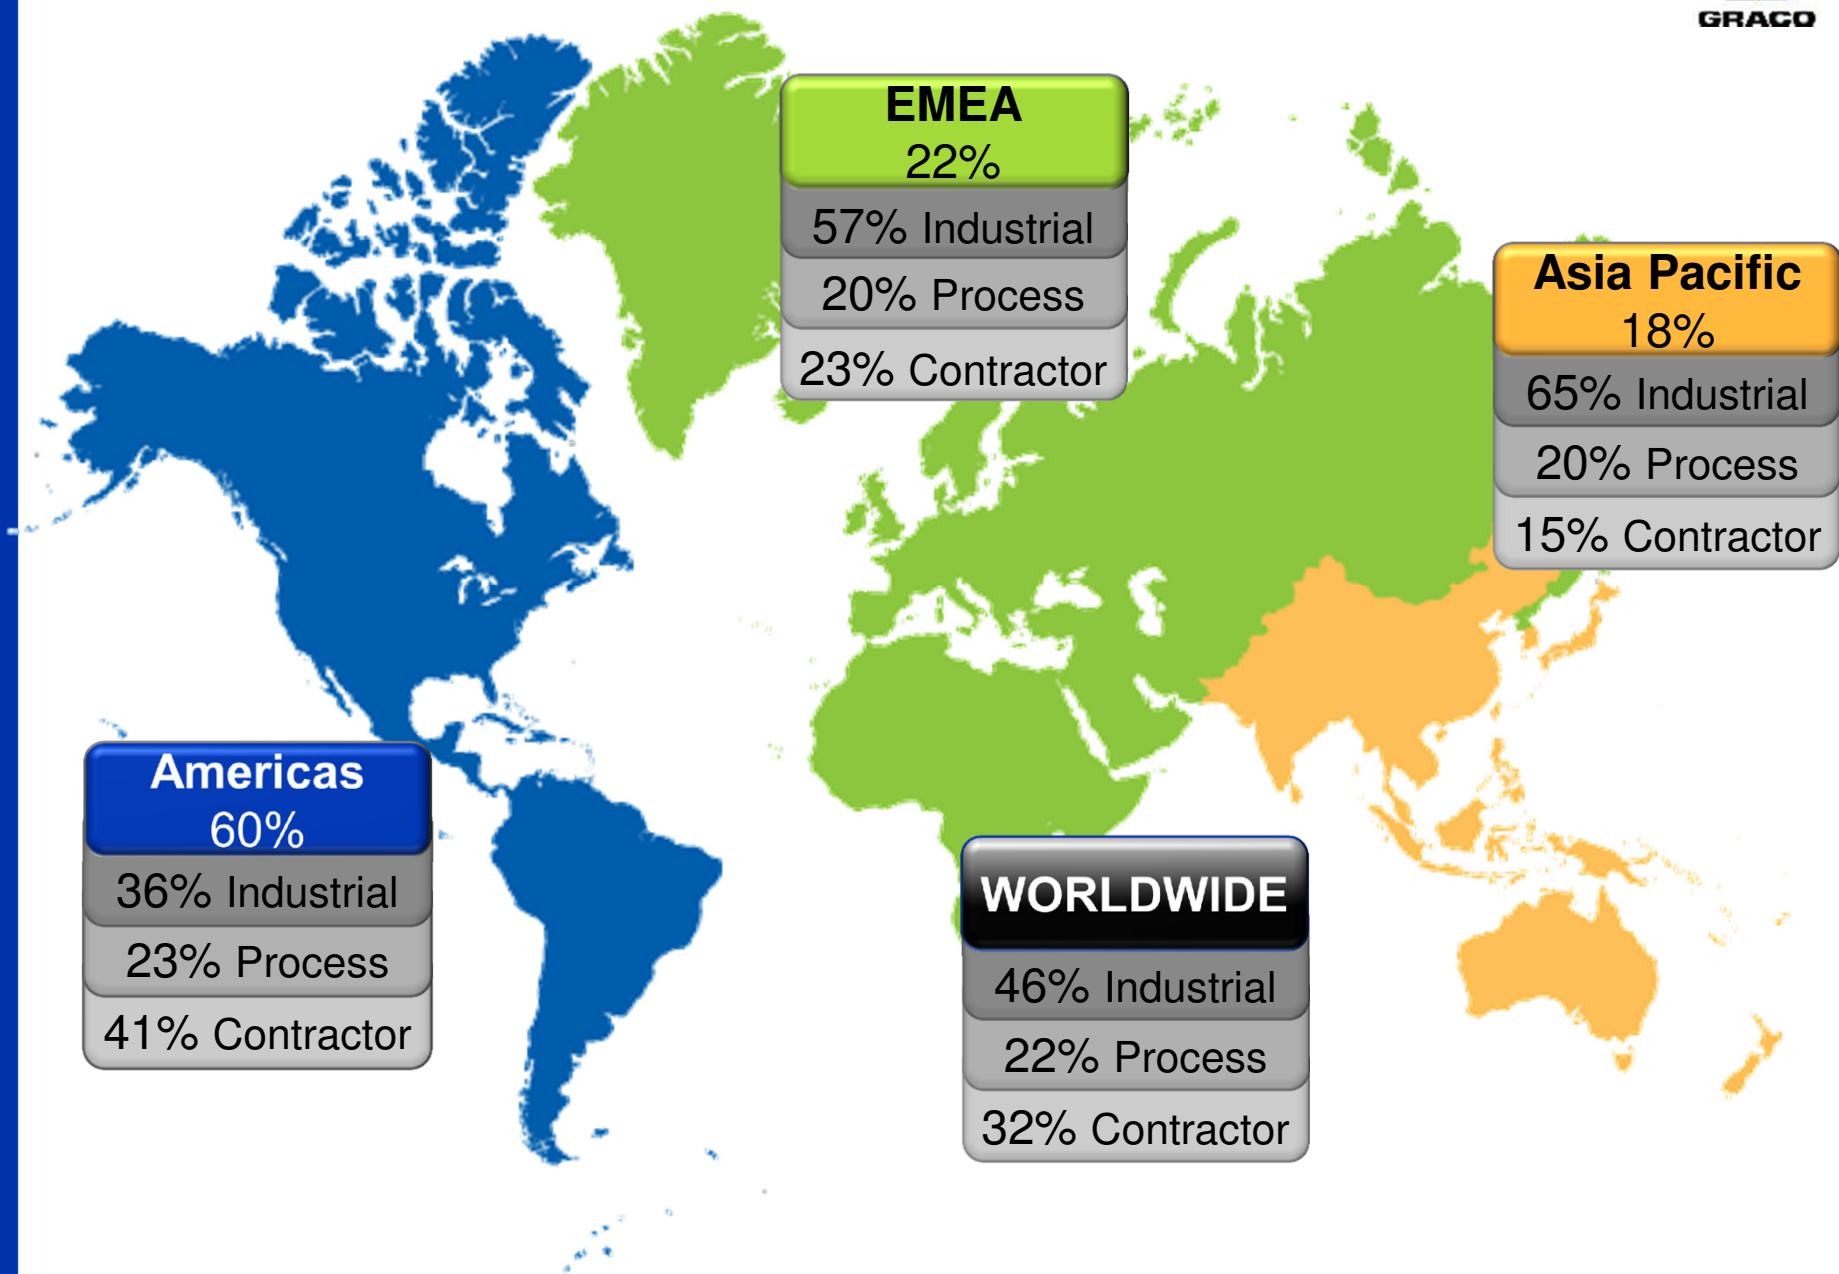 GRACO
EMEA
22%
57% Industrial
20% Process
23% Contractor
Asia Pacific
18%
65% Industrial
20% Process
15% Contractor
Americas
60%
36% Industrial
23% Process
41% Contractor
WORLDWIDE
46% Industrial
22% Process
32% Contractor